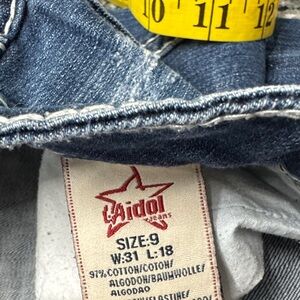 10 11 12
L'Aidol
Jeans
SIZE:9
W:31 L:18
97% COTTON/COTON/
ALGODON/BAUMWOLLE/
ALGODAO